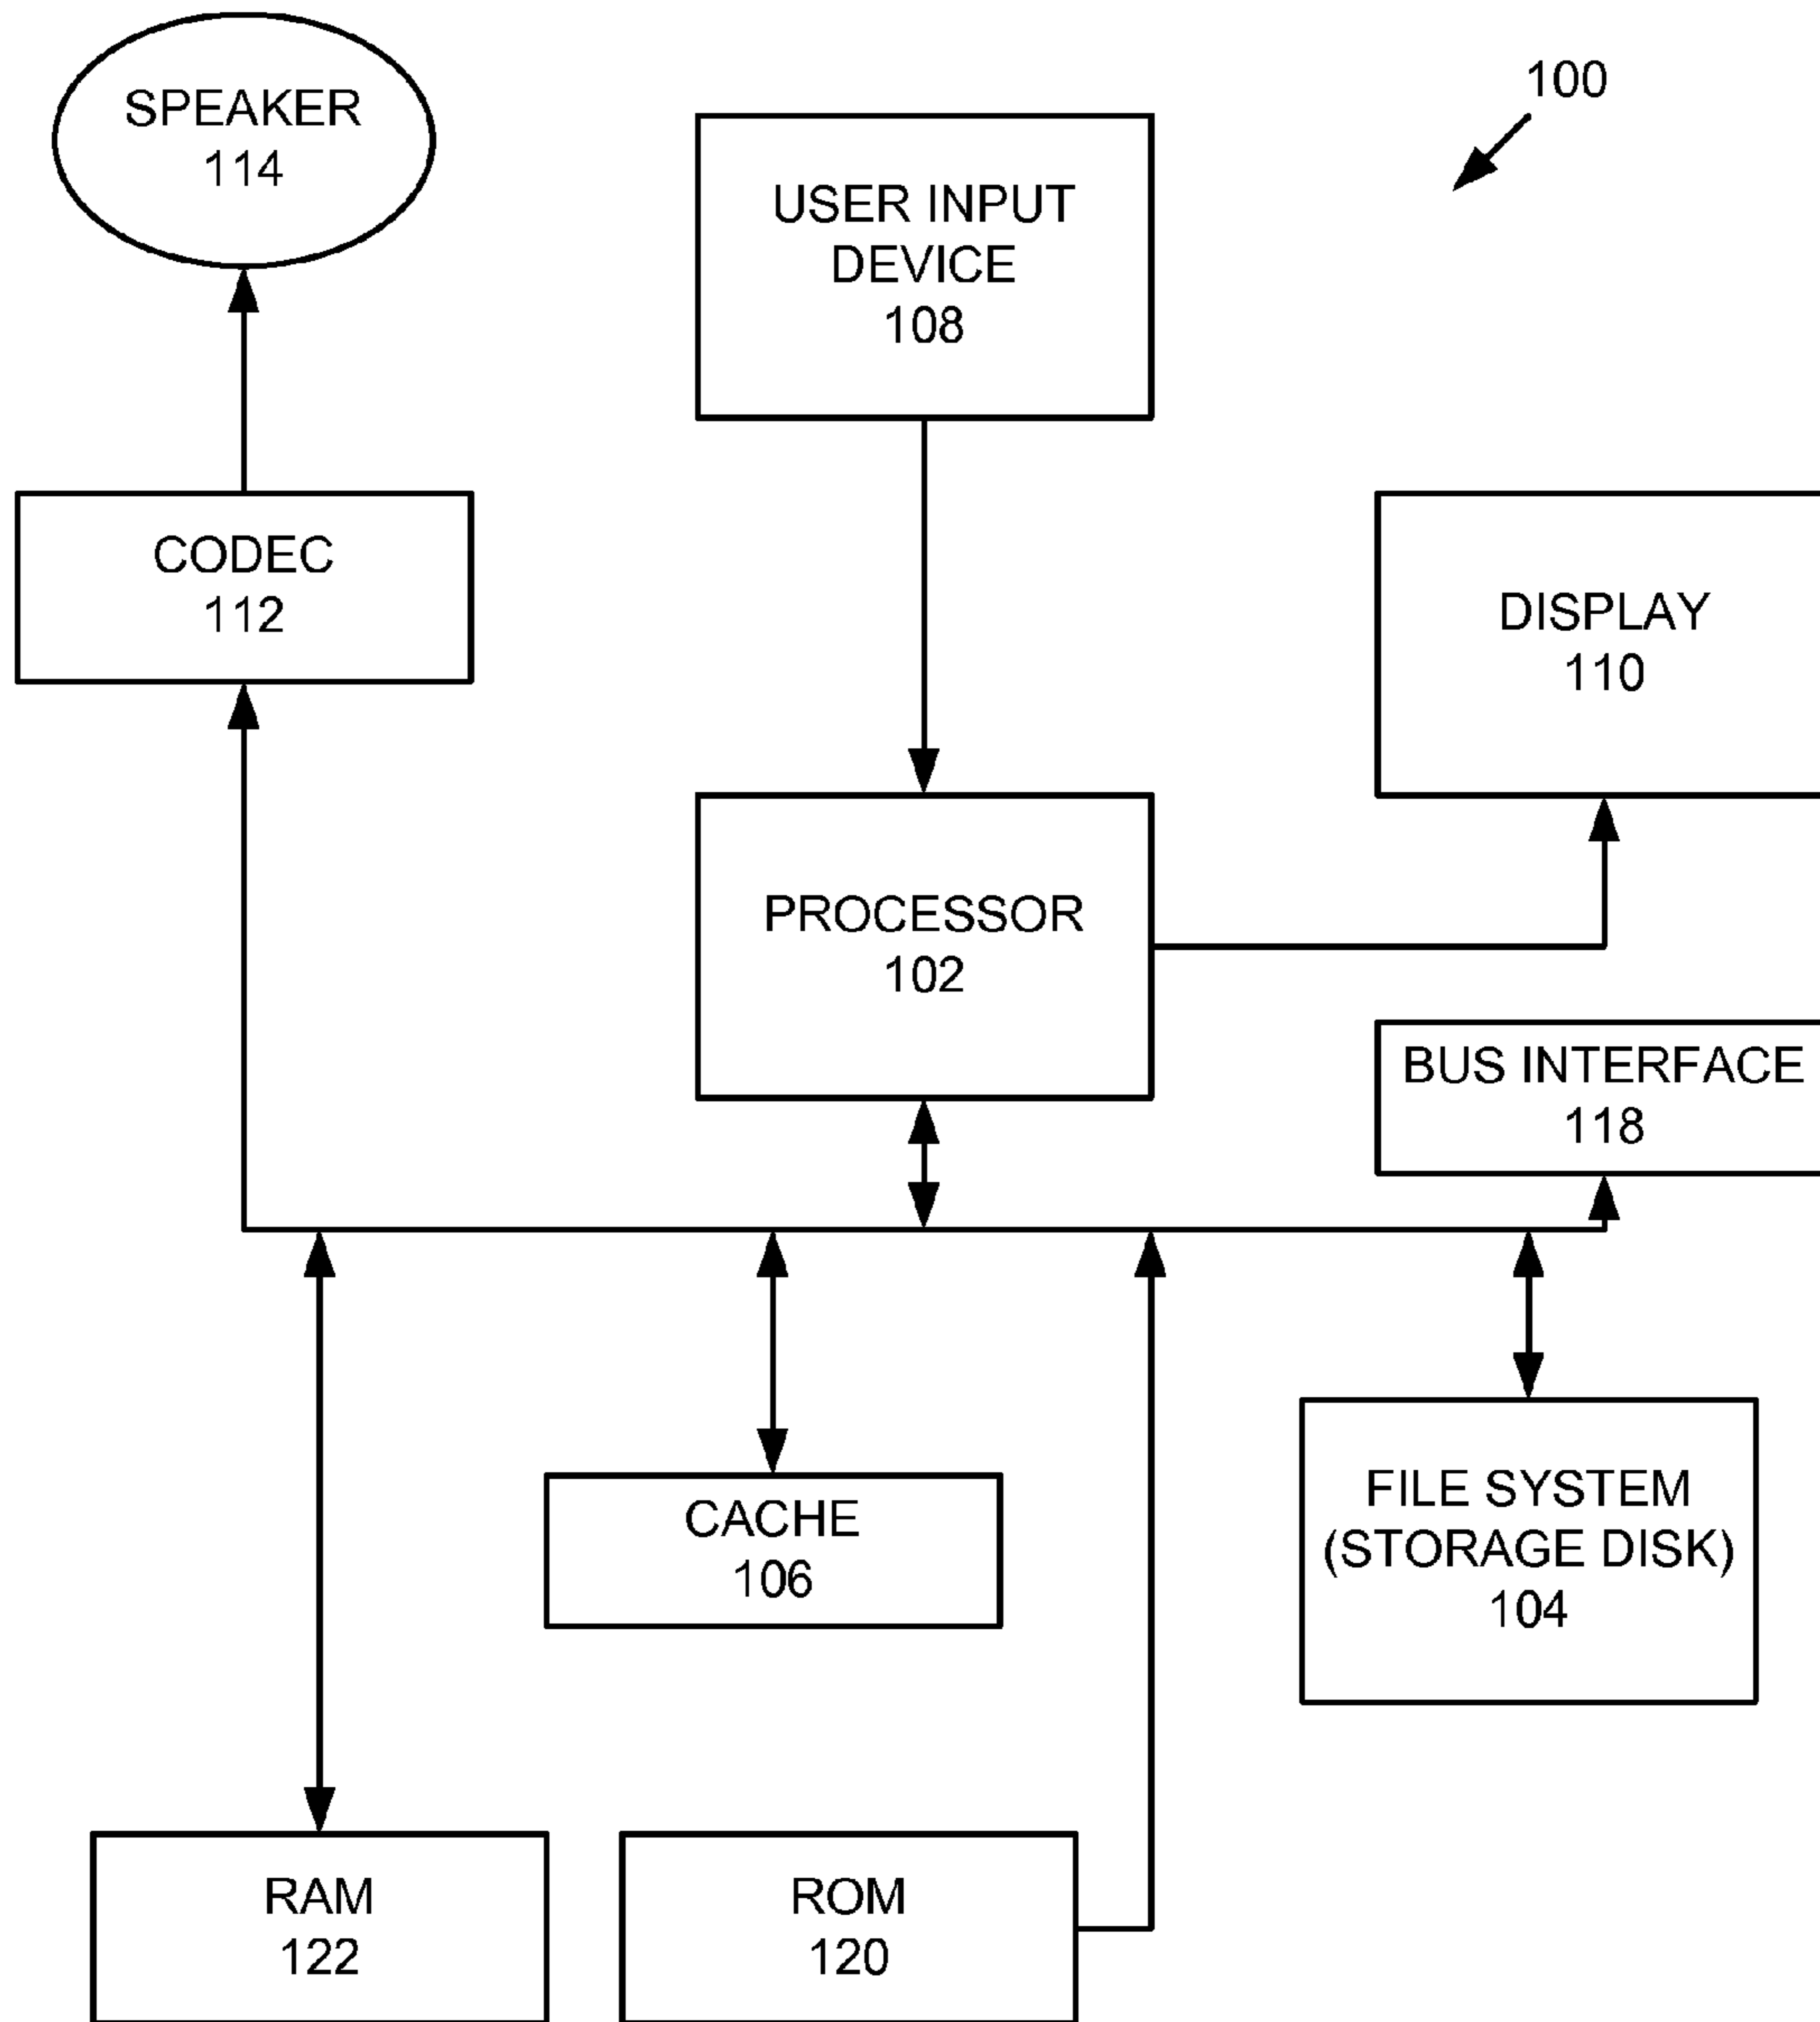 SPEAKER
114
100
USER INPUT
DEVICE
108
CODEC
112
DISPLAY
110
PROCESSOR
102
BUS INTERFACE
118
CACHE
106
FILE SYSTEM
(STORAGE DISK)
104
RAM
122
ROM
120